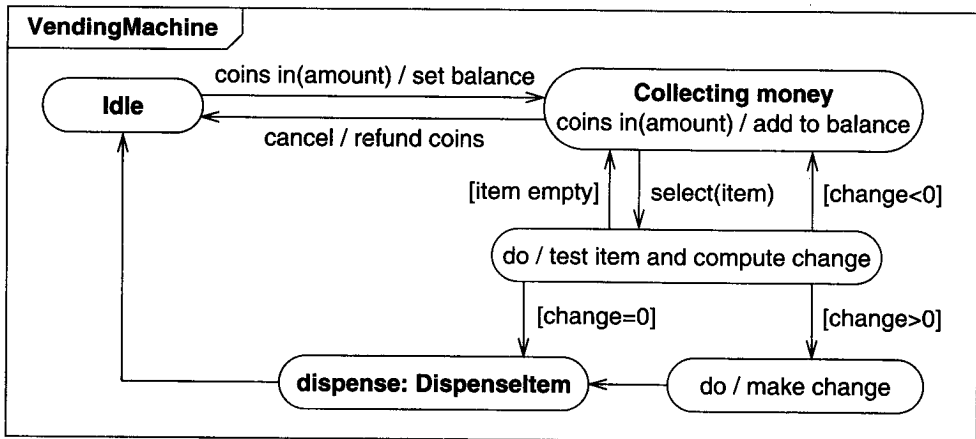 VendingMachine
coins in(amount) / set balance
Idle
Collecting money
coins in(amount) / add to balance
cancel / refund coins
[item empty]
select(item)
[change<0]
do / test item and compute change
[change=0]
[change>0]
dispense: DispenseItem
do / make change